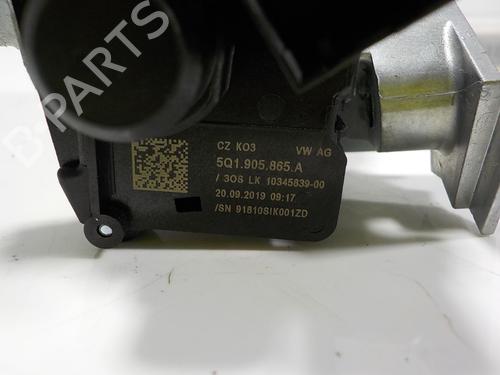 B-PARTS
CZ KO3 VW AG
5Q1.905.865.A
/ 3OS LK 10345839-00
20.09.2019 09:17
/SN 91810SIK001ZD